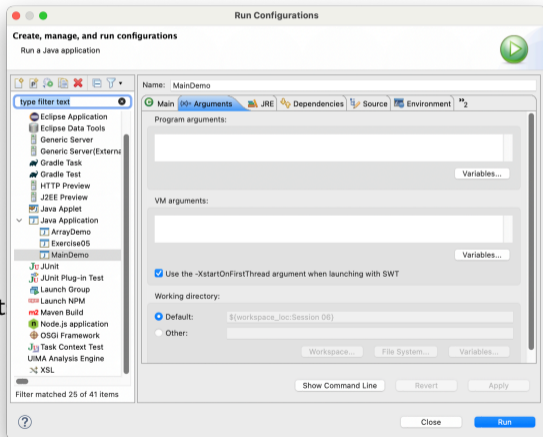 Run Configurations
Create, manage, and run configurations
Run a Java application
type filter text
Eclipse Application
Eclipse Data Tools
Generic Server
Generic Server(Externa
Gradle Task
Gradle Test
HTTP Preview
J2EE Preview
Java Applet
Java Application
ArrayDemo
Exercise05
MainDemo
JUnit
JUnit Plug-in Test
Launch Group
Launch NPM
Maven Build
Node.js application
OSGi Framework
Task Context Test
UIMA Analysis Engine
XSL
Filter matched 25 of 41 items
Name: MainDemo
Main Arguments JRE Dependencies Source Environment »2
Program arguments:
Variables...
VM arguments:
Variables...
Use the -XstartOnFirstThread argument when launching with SWT
Working directory:
Default: ${workspace_loc:Session 06}
Other:
Workspace... File System... Variables...
Show Command Line Revert Apply
Close Run
t